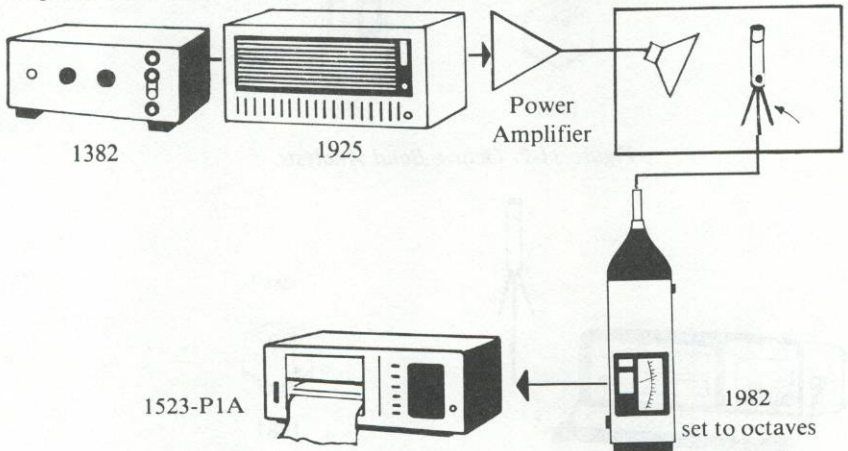 1382
1925
Power
Amplifier
1523-P1A
1982
set to octaves